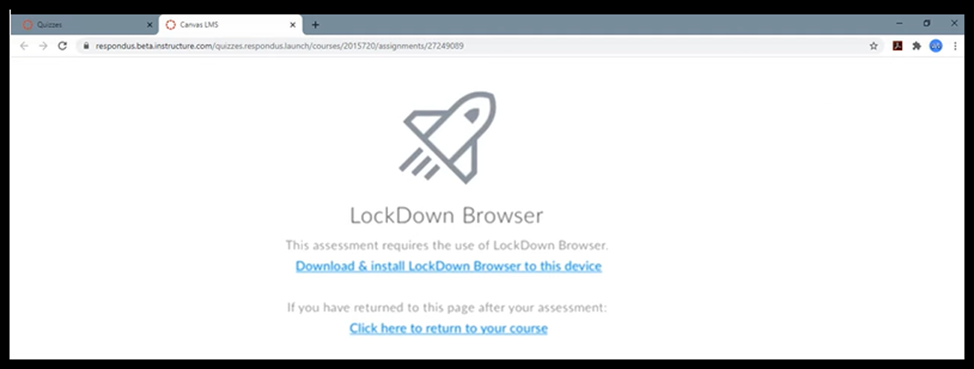 Quizzes
Canvas LMS
respondus.beta.instructure.com/quizzes.respondus.launch/courses/2015720/assignments/27249089
LockDown Browser
This assessment requires the use of LockDown Browser.
Download & install LockDown Browser to this device
If you have returned to this page after your assessment:
Click here to return to your course